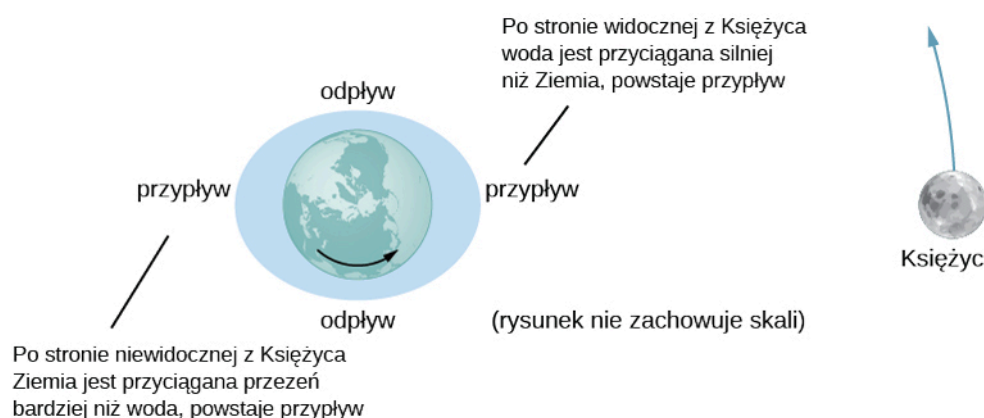 Po stronie widocznej z Księżyca
woda jest przyciągana silniej
niż Ziemia, powstaje przypływ
odpływ
przypływ
przypływ
Księżyc
odpływ
(rysunek nie zachowuje skali)
Po stronie niewidocznej z Księżyca
Ziemia jest przyciągana przezeń
bardziej niż woda, powstaje przypływ